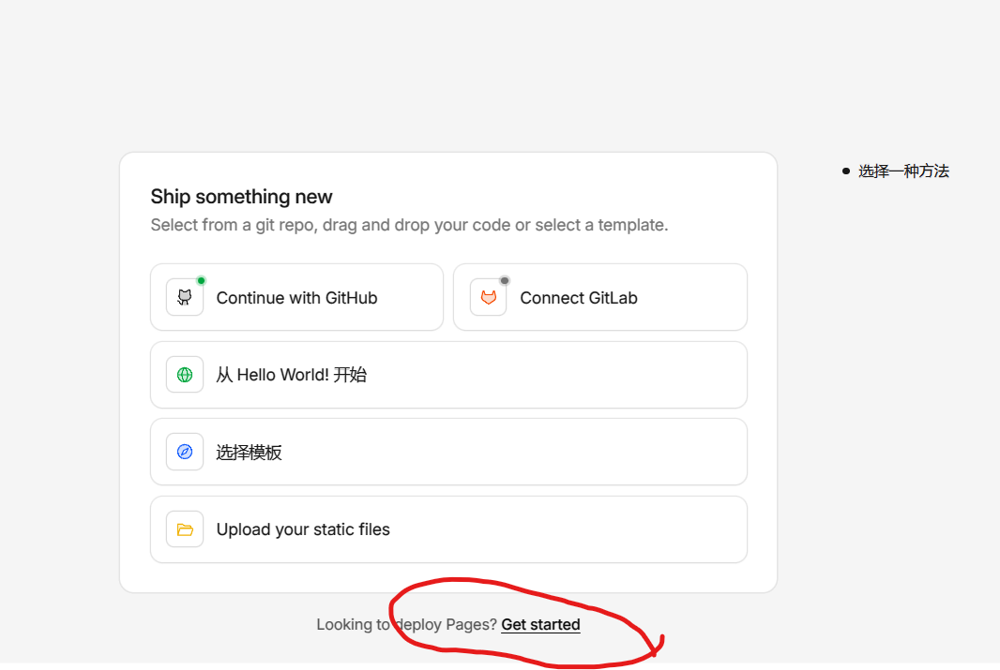 Ship something new
Select from a git repo, drag and drop your code or select a template.
Continue with GitHub
Connect GitLab
从 Hello World! 开始
选择模板
Upload your static files
Looking to deploy Pages? Get started
选择一种方法